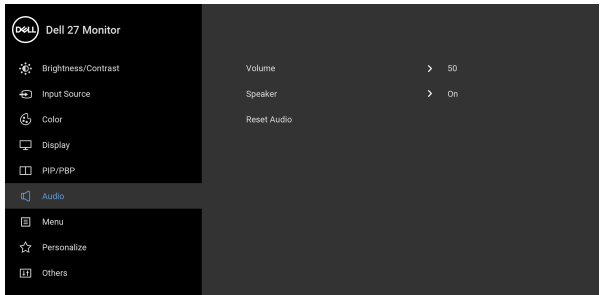 DELL Dell 27 Monitor
Brightness/Contrast
Input Source
Color
Display
PIP/PBP
Audio
Menu
Personalize
Others
Volume 50
Speaker On
Reset Audio